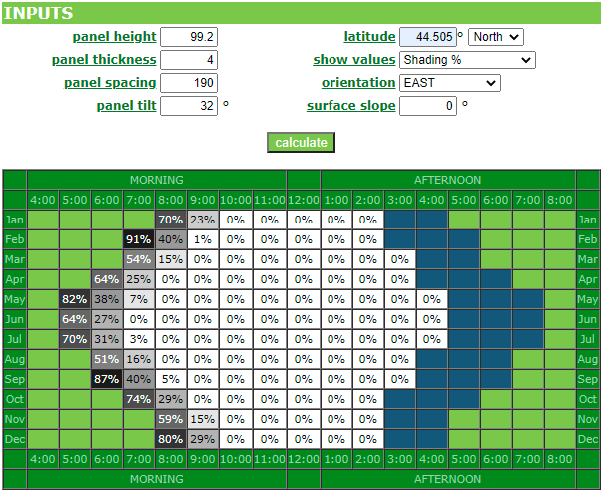 INPUTS
panel height 99.2 latitude 44.505 ° North
panel thickness 4 show values Shading %
panel spacing 190 orientation EAST
panel tilt 32 ° surface slope 0 °
calculate
MORNING AFTERNOON
4:00 5:00 6:00 7:00 8:00 9:00 10:00 11:00 12:00 1:00 2:00 3:00 4:00 5:00 6:00 7:00 8:00
Jan 70% 23% 0% 0% 0% 0% 0% Jan
Feb 91% 40% 1% 0% 0% 0% 0% 0% Feb
Mar 54% 15% 0% 0% 0% 0% 0% 0% Mar
Apr 64% 25% 0% 0% 0% 0% 0% 0% 0% 0% Apr
May 82% 38% 7% 0% 0% 0% 0% 0% 0% 0% 0% 0% May
Jun 64% 27% 0% 0% 0% 0% 0% 0% 0% 0% 0% 0% Jun
Jul 70% 31% 3% 0% 0% 0% 0% 0% 0% 0% 0% 0% Jul
Aug 51% 16% 0% 0% 0% 0% 0% 0% 0% 0% Aug
Sep 87% 40% 5% 0% 0% 0% 0% 0% 0% 0% Sep
Oct 74% 29% 0% 0% 0% 0% 0% 0% Oct
Nov 59% 15% 0% 0% 0% 0% 0% Nov
Dec 80% 29% 0% 0% 0% 0% 0% Dec
4:00 5:00 6:00 7:00 8:00 9:00 10:00 11:00 12:00 1:00 2:00 3:00 4:00 5:00 6:00 7:00 8:00
MORNING AFTERNOON